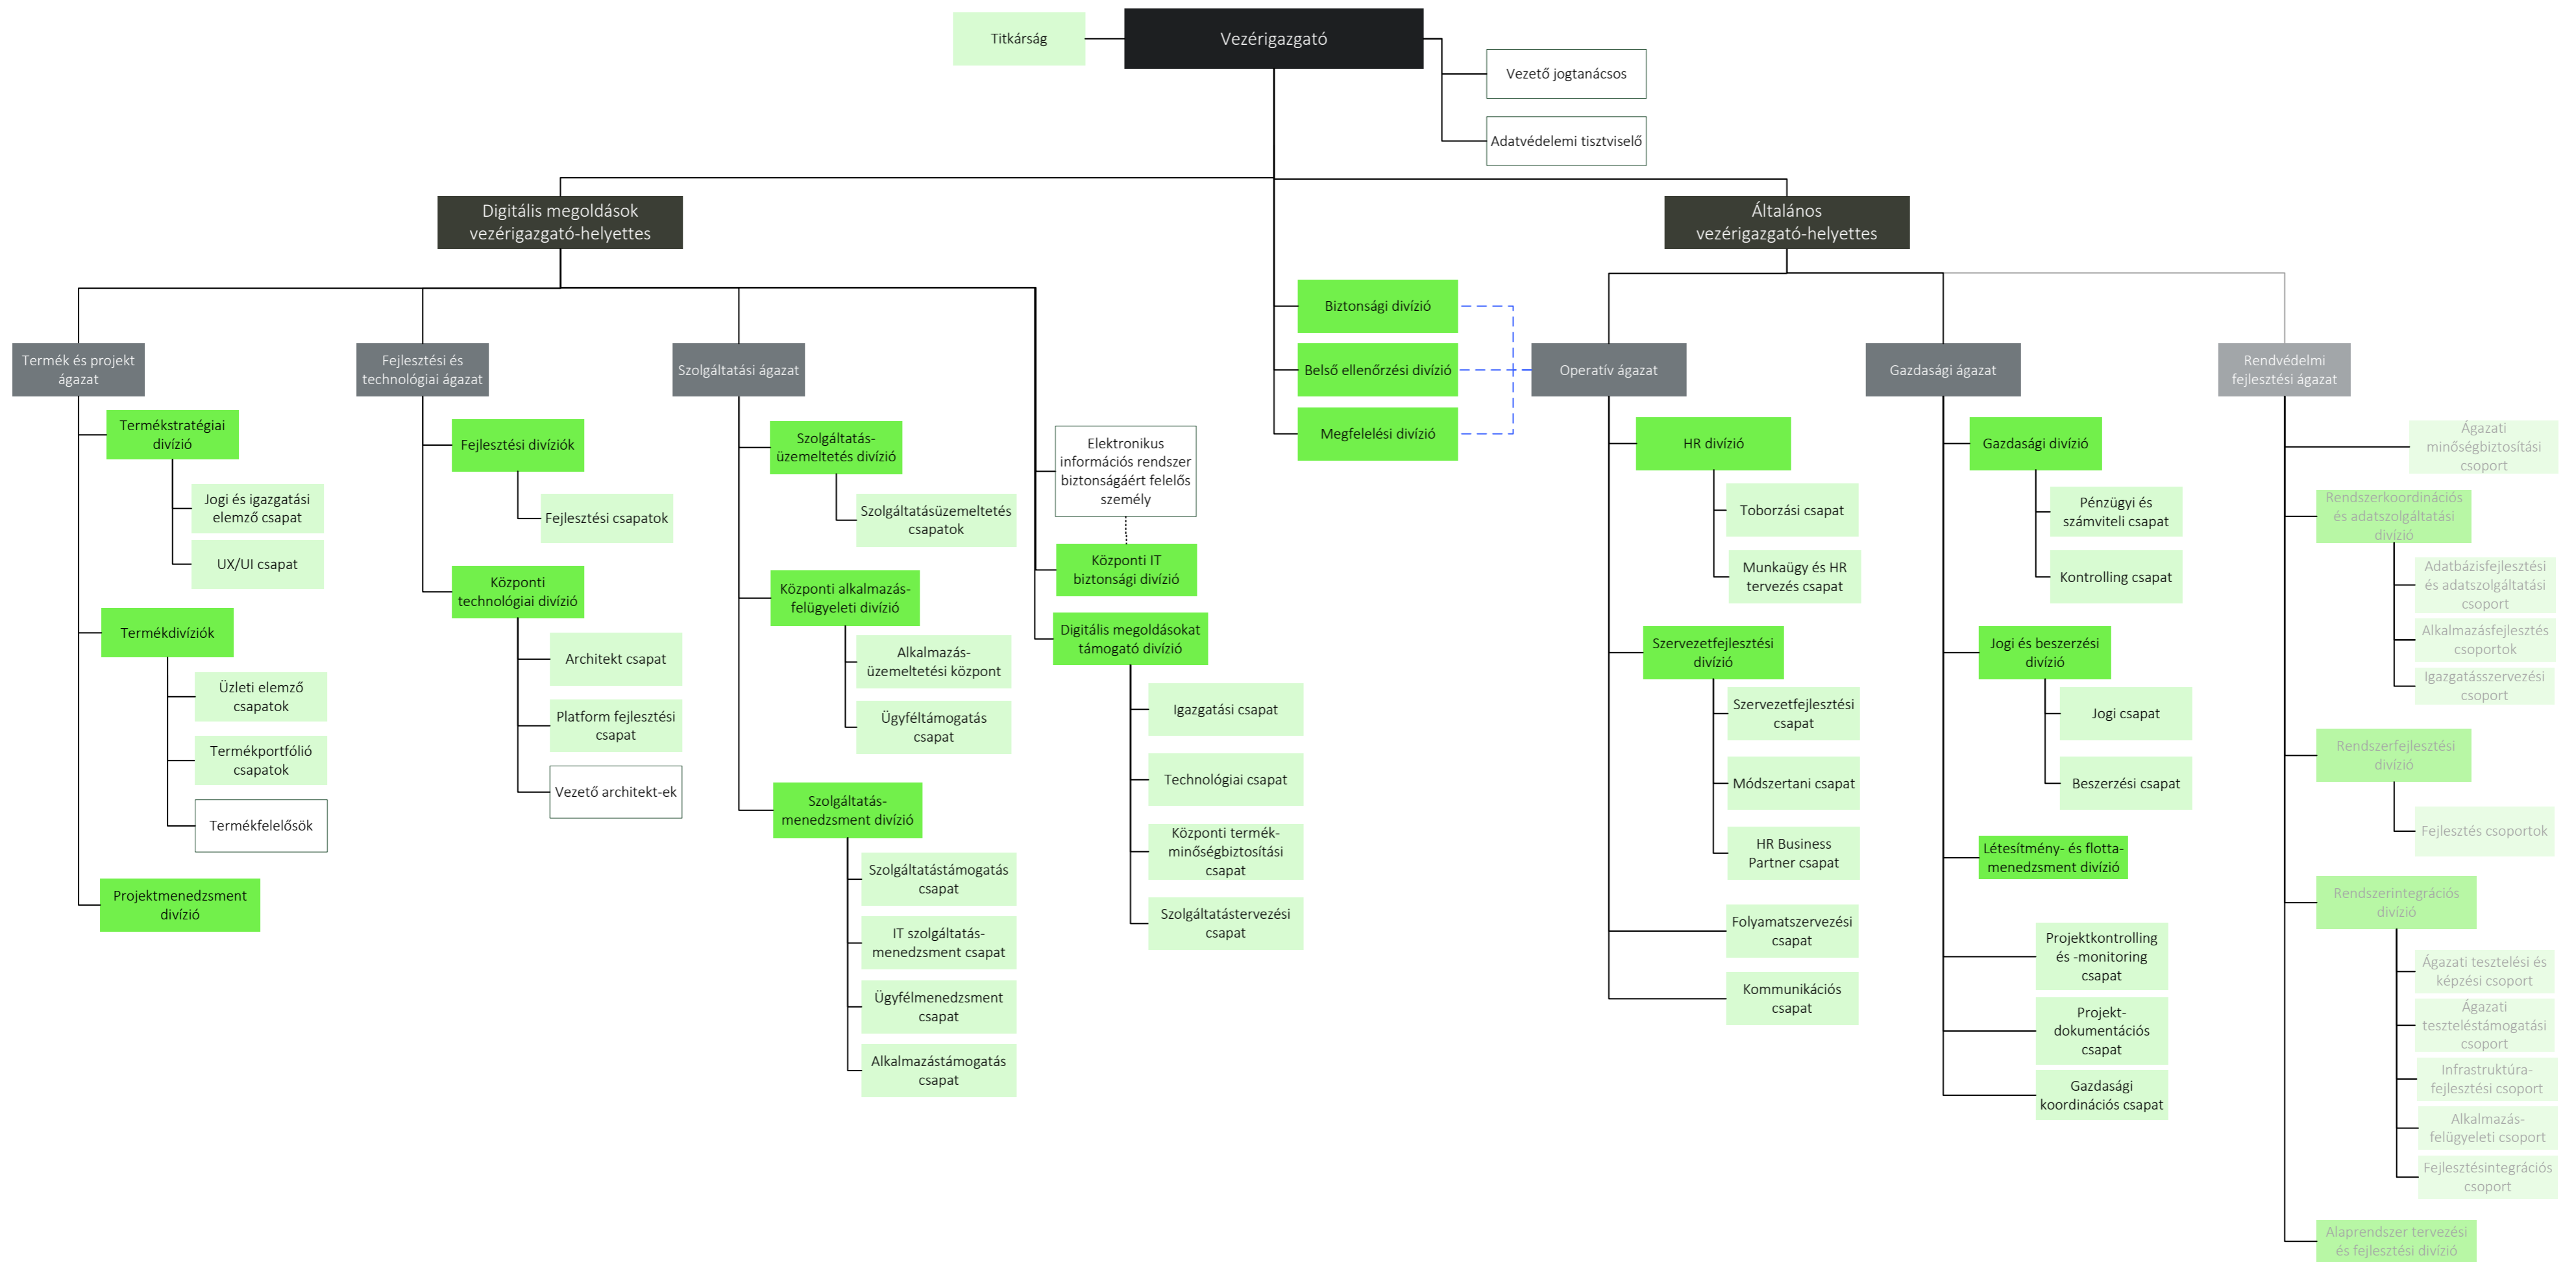 Titkárság
Vezérigazgató
Vezető jogtanácsos
Adatvédelemi tisztviselő
Digitális megoldások
vezérigazgató-helyettes
Általános
vezérigazgató-helyettes
Biztonsági divízió
Belső ellenőrzési divízió
Megfelelési divízió
Termék és projekt
ágazat
Termékstratégiai
divízió
Jogi és igazgatási
elemző csapat
UX/UI csapat
Termékdivíziók
Üzleti elemző
csapatok
Termékportfólió
csapatok
Termékfelelősök
Projektmenedzsment
divízió
Fejlesztési és
technológiai ágazat
Fejlesztési divíziók
Fejlesztési csapatok
Központi
technológiai divízió
Architekt csapat
Platform fejlesztési
csapat
Vezető architekt-ek
Szolgáltatási ágazat
Szolgáltatás-
üzemeltetés divízió
Szolgáltatásüzemeltetés
csapatok
Központi alkalmazás-
felügyeleti divízió
Alkalmazás-
üzemeltetési központ
Ügyféltámogatás
csapat
Szolgáltatás-
menedzsment divízió
Szolgáltatástámogatás
csapat
IT szolgáltatás-
menedzsment csapat
Ügyfélmenedzsment
csapat
Alkalmazástámogatás
csapat
Elektronikus
információs rendszer
biztonságáért felelős
személy
Központi IT
biztonsági divízió
Digitális megoldásokat
támogató divízió
Igazgatási csapat
Technológiai csapat
Központi termék-
minőségbiztosítási
csapat
Szolgáltatástervezési
csapat
Operatív ágazat
HR divízió
Toborzási csapat
Munkaügy és HR
tervezés csapat
Szervezetfejlesztési
divízió
Szervezetfejlesztési
csapat
Módszertani csapat
HR Business
Partner csapat
Folyamatszervezési
csapat
Kommunikációs
csapat
Gazdasági ágazat
Gazdasági divízió
Pénzügyi és
számviteli csapat
Kontrolling csapat
Jogi és beszerzési
divízió
Jogi csapat
Beszerzési csapat
Létesítmény- és flotta-
menedzsment divízió
Projektkontrolling
és -monitoring
csapat
Projekt-
dokumentációs
csapat
Gazdasági
koordinációs csapat
Rendvédelmi
fejlesztési ágazat
Ágazati
minőségbiztosítási
csoport
Rendszerkoordinációs
és adatszolgáltatási
divízió
Adatbázisfejlesztési
és adatszolgáltatási
csoport
Alkalmazásfejlesztés
csoportok
Igazgatásszervezési
csoport
Rendszerfejlesztési
divízió
Fejlesztés csoportok
Rendszerintegrációs
divízió
Ágazati tesztelési és
képzési csoport
Ágazati
teszteléstámogatási
csoport
Infrastruktúra-
fejlesztési csoport
Alkalmazás-
felügyeleti csoport
Fejlesztésintegrációs
csoport
Alaprendszer tervezési
és fejlesztési divízió